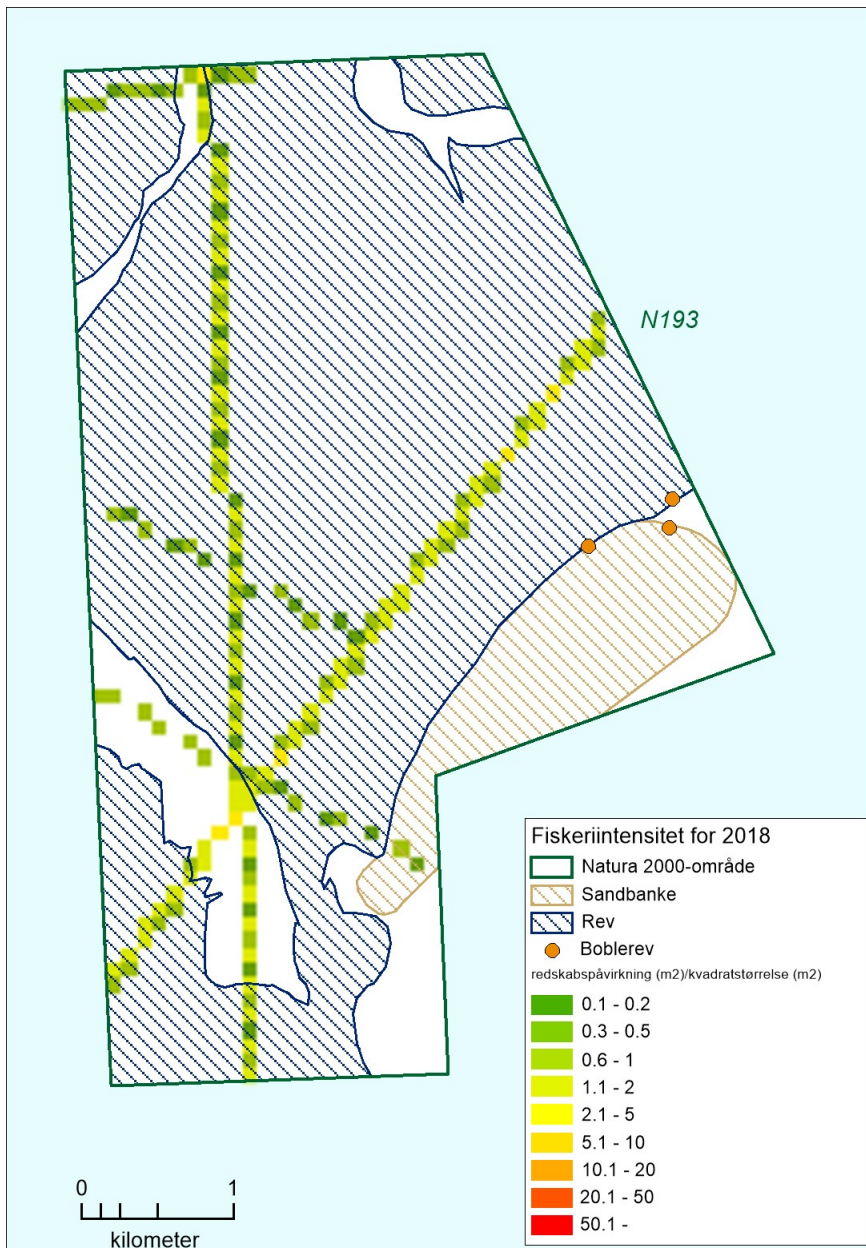 N193
Fiskeriintensitet for 2018
Natura 2000-område
Sandbanke
Rev
Boblerev
redskabspåvirkning (m2)/kvadratstørrelse (m2)
0.1 - 0.2
0.3 - 0.5
0.6 - 1
1.1 - 2
2.1 - 5
5.1 - 10
10.1 - 20
20.1 - 50
50.1 -
0 1
kilometer